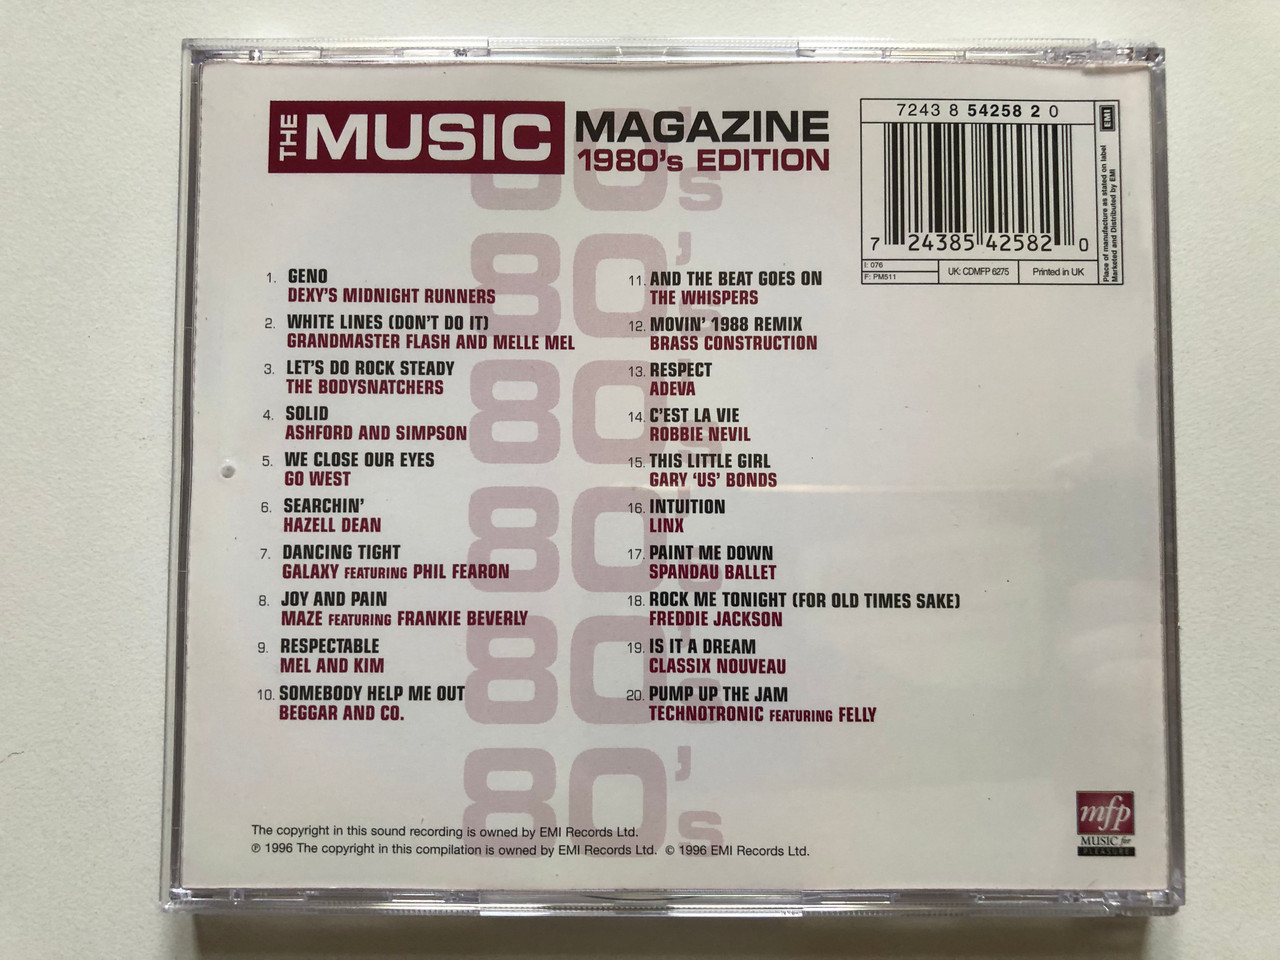 THE MUSIC MAGAZINE
1980's EDITION
7243 8 54258 2 0
EMI
7 24385 42582 0
I: 076
F: PM511
UK: CDMFP 6275
Printed in UK
Place of manufacture as stated on label
Marketed and Distributed by EMI
80's
80's
80's
80's
80's
80's
1. GENO
DEXY'S MIDNIGHT RUNNERS
2. WHITE LINES (DON'T DO IT)
GRANDMASTER FLASH AND MELLE MEL
3. LET'S DO ROCK STEADY
THE BODYSNATCHERS
4. SOLID
ASHFORD AND SIMPSON
5. WE CLOSE OUR EYES
GO WEST
6. SEARCHIN'
HAZELL DEAN
7. DANCING TIGHT
GALAXY FEATURING PHIL FEARON
8. JOY AND PAIN
MAZE FEATURING FRANKIE BEVERLY
9. RESPECTABLE
MEL AND KIM
10. SOMEBODY HELP ME OUT
BEGGAR AND CO.
11. AND THE BEAT GOES ON
THE WHISPERS
12. MOVIN' 1988 REMIX
BRASS CONSTRUCTION
13. RESPECT
ADEVA
14. C'EST LA VIE
ROBBIE NEVIL
15. THIS LITTLE GIRL
GARY 'US' BONDS
16. INTUITION
LINX
17. PAINT ME DOWN
SPANDAU BALLET
18. ROCK ME TONIGHT (FOR OLD TIMES SAKE)
FREDDIE JACKSON
19. IS IT A DREAM
CLASSIX NOUVEAU
20. PUMP UP THE JAM
TECHNOTRONIC FEATURING FELLY
The copyright in this sound recording is owned by EMI Records Ltd.
℗ 1996 The copyright in this compilation is owned by EMI Records Ltd. © 1996 EMI Records Ltd.
mfp
MUSIC for
PLEASURE